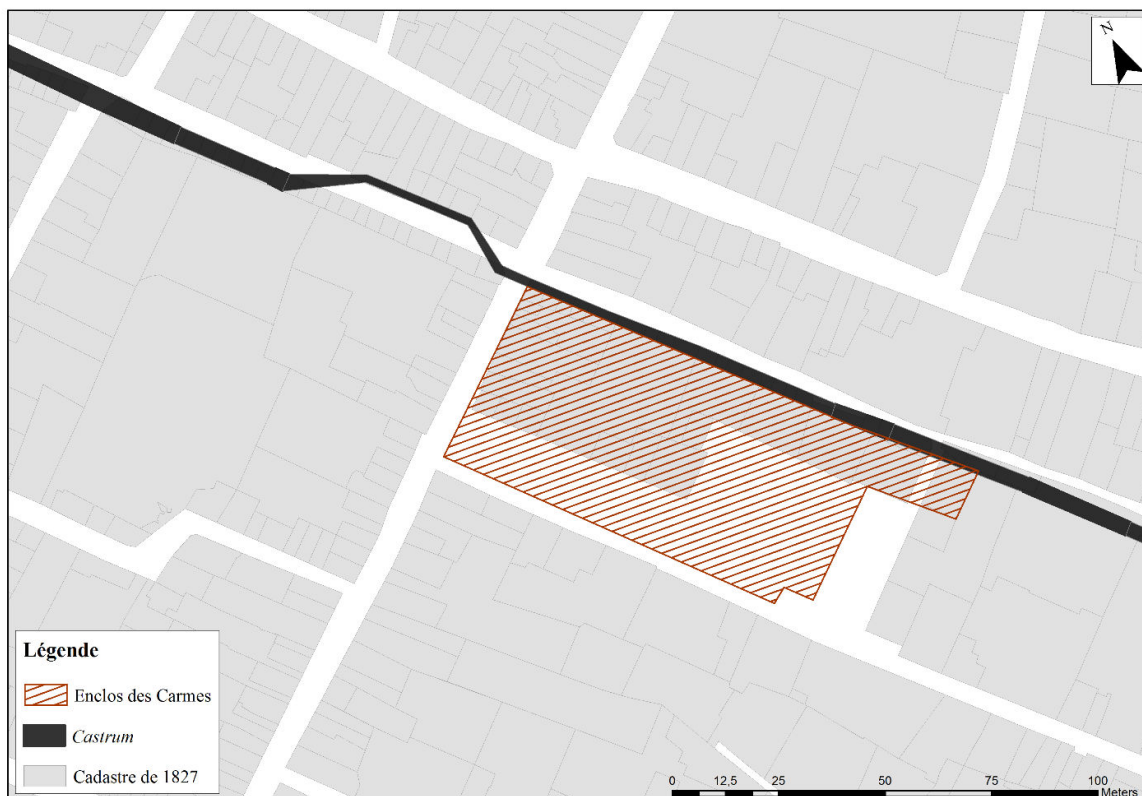 N
Légende
Enclos des Carmes
Castrum
Cadastre de 1827
0 12,5 25 50 75 100
Meters